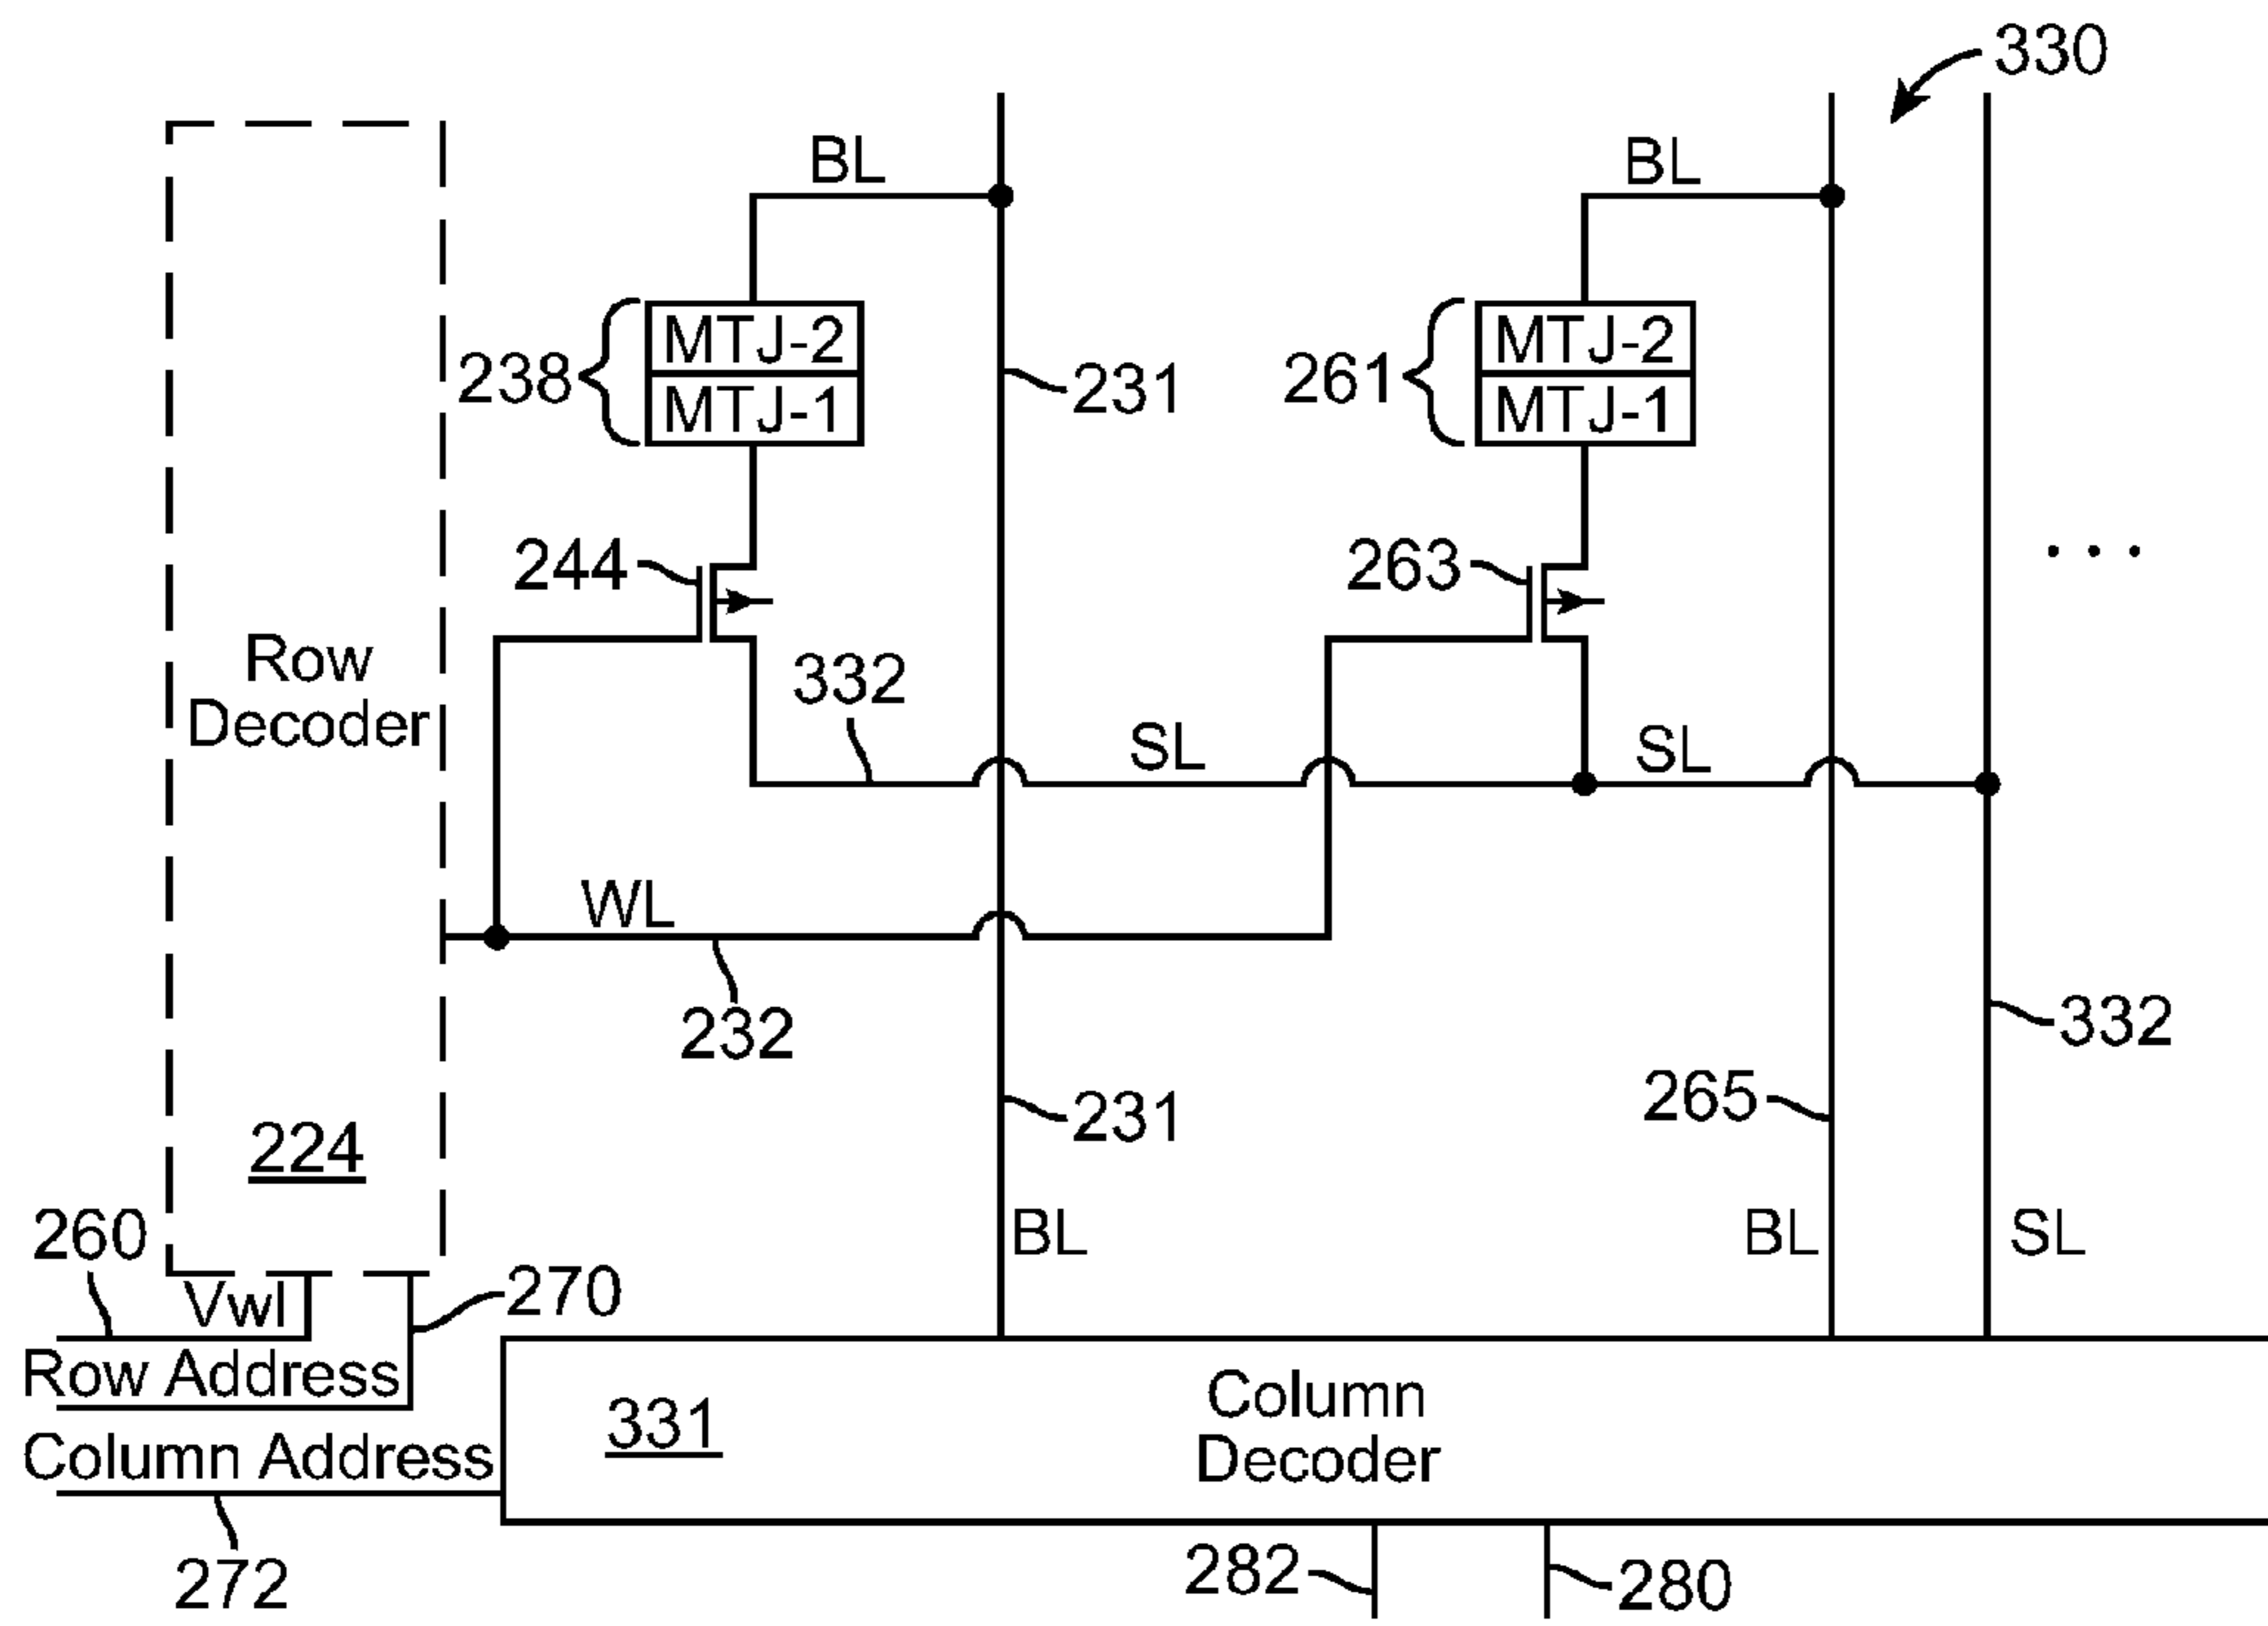 330
BL
BL
MTJ-2
MTJ-1
238
231
MTJ-2
MTJ-1
261
244
263
. . .
Row
Decoder
332
SL
SL
WL
232
332
231
265
224
260
BL
BL
SL
Vwl
270
Row Address
Column Address
331
Column
Decoder
272
282
280